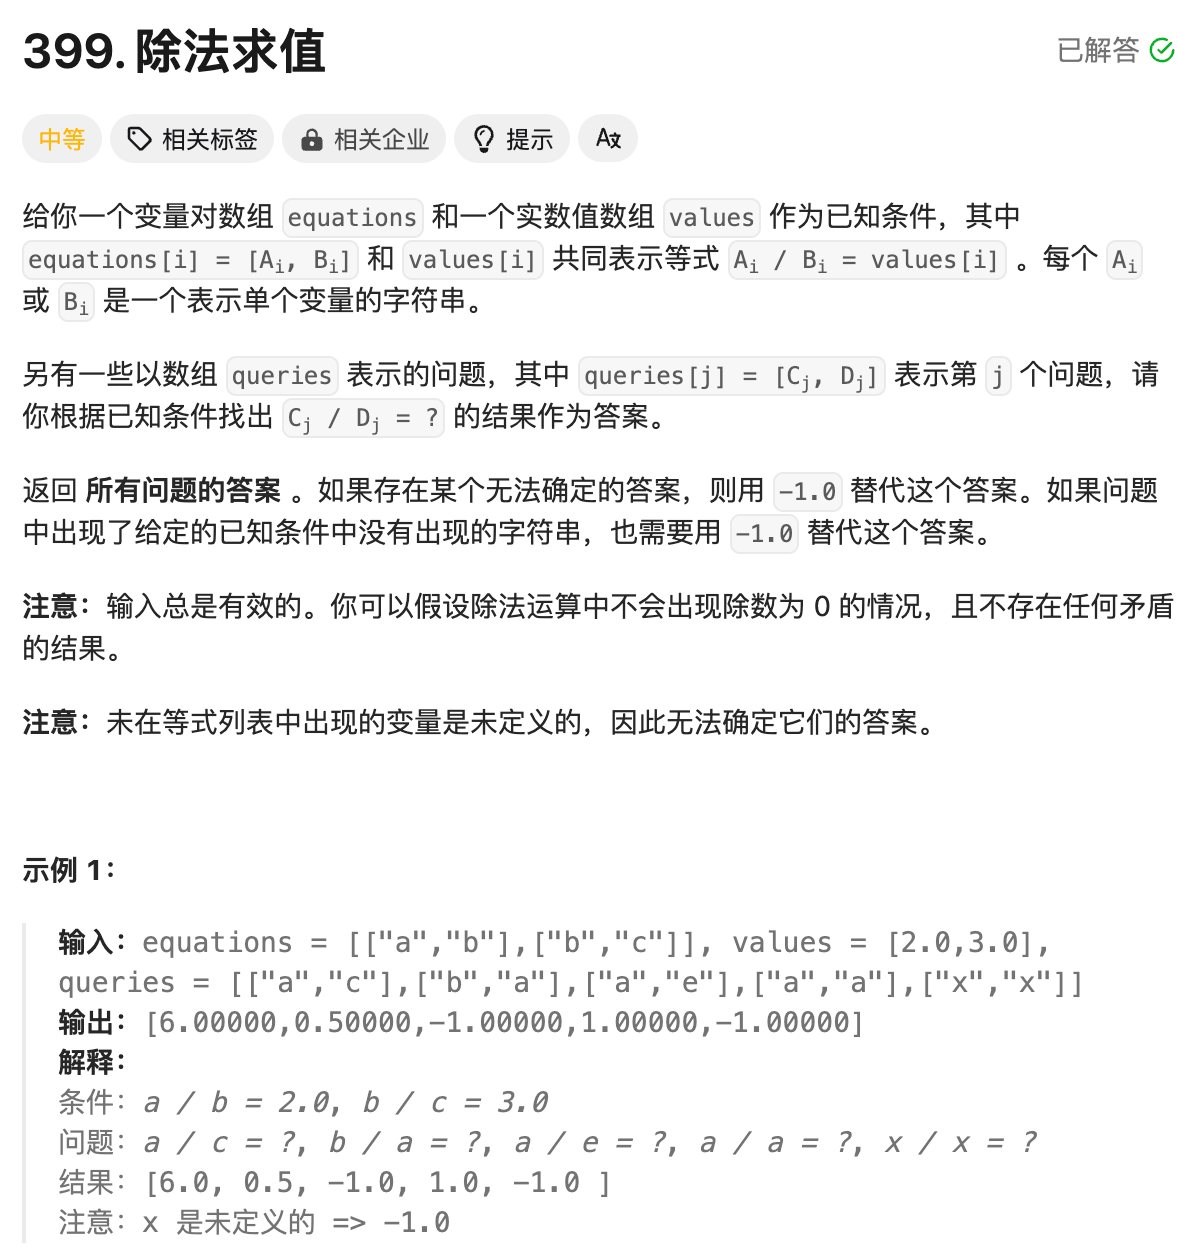 399. 除法求值
已解答
中等 相关标签 相关企业 提示 A文
给你一个变量对数组 equations 和一个实数值数组 values 作为已知条件，其中
equations[i] = [Aᵢ, Bᵢ] 和 values[i] 共同表示等式 Aᵢ / Bᵢ = values[i] 。每个 Aᵢ
或 Bᵢ 是一个表示单个变量的字符串。
另有一些以数组 queries 表示的问题，其中 queries[j] = [Cⱼ, Dⱼ] 表示第 j 个问题，请
你根据已知条件找出 Cⱼ / Dⱼ = ? 的结果作为答案。
返回 所有问题的答案 。如果存在某个无法确定的答案，则用 -1.0 替代这个答案。如果问题
中出现了给定的已知条件中没有出现的字符串，也需要用 -1.0 替代这个答案。
注意：输入总是有效的。你可以假设除法运算中不会出现除数为 0 的情况，且不存在任何矛盾
的结果。
注意：未在等式列表中出现的变量是未定义的，因此无法确定它们的答案。
示例 1：
输入：equations = [["a","b"],["b","c"]], values = [2.0,3.0],
queries = [["a","c"],["b","a"],["a","e"],["a","a"],["x","x"]]
输出：[6.00000,0.50000,-1.00000,1.00000,-1.00000]
解释：
条件：a / b = 2.0, b / c = 3.0
问题：a / c = ?, b / a = ?, a / e = ?, a / a = ?, x / x = ?
结果：[6.0, 0.5, -1.0, 1.0, -1.0 ]
注意：x 是未定义的 => -1.0